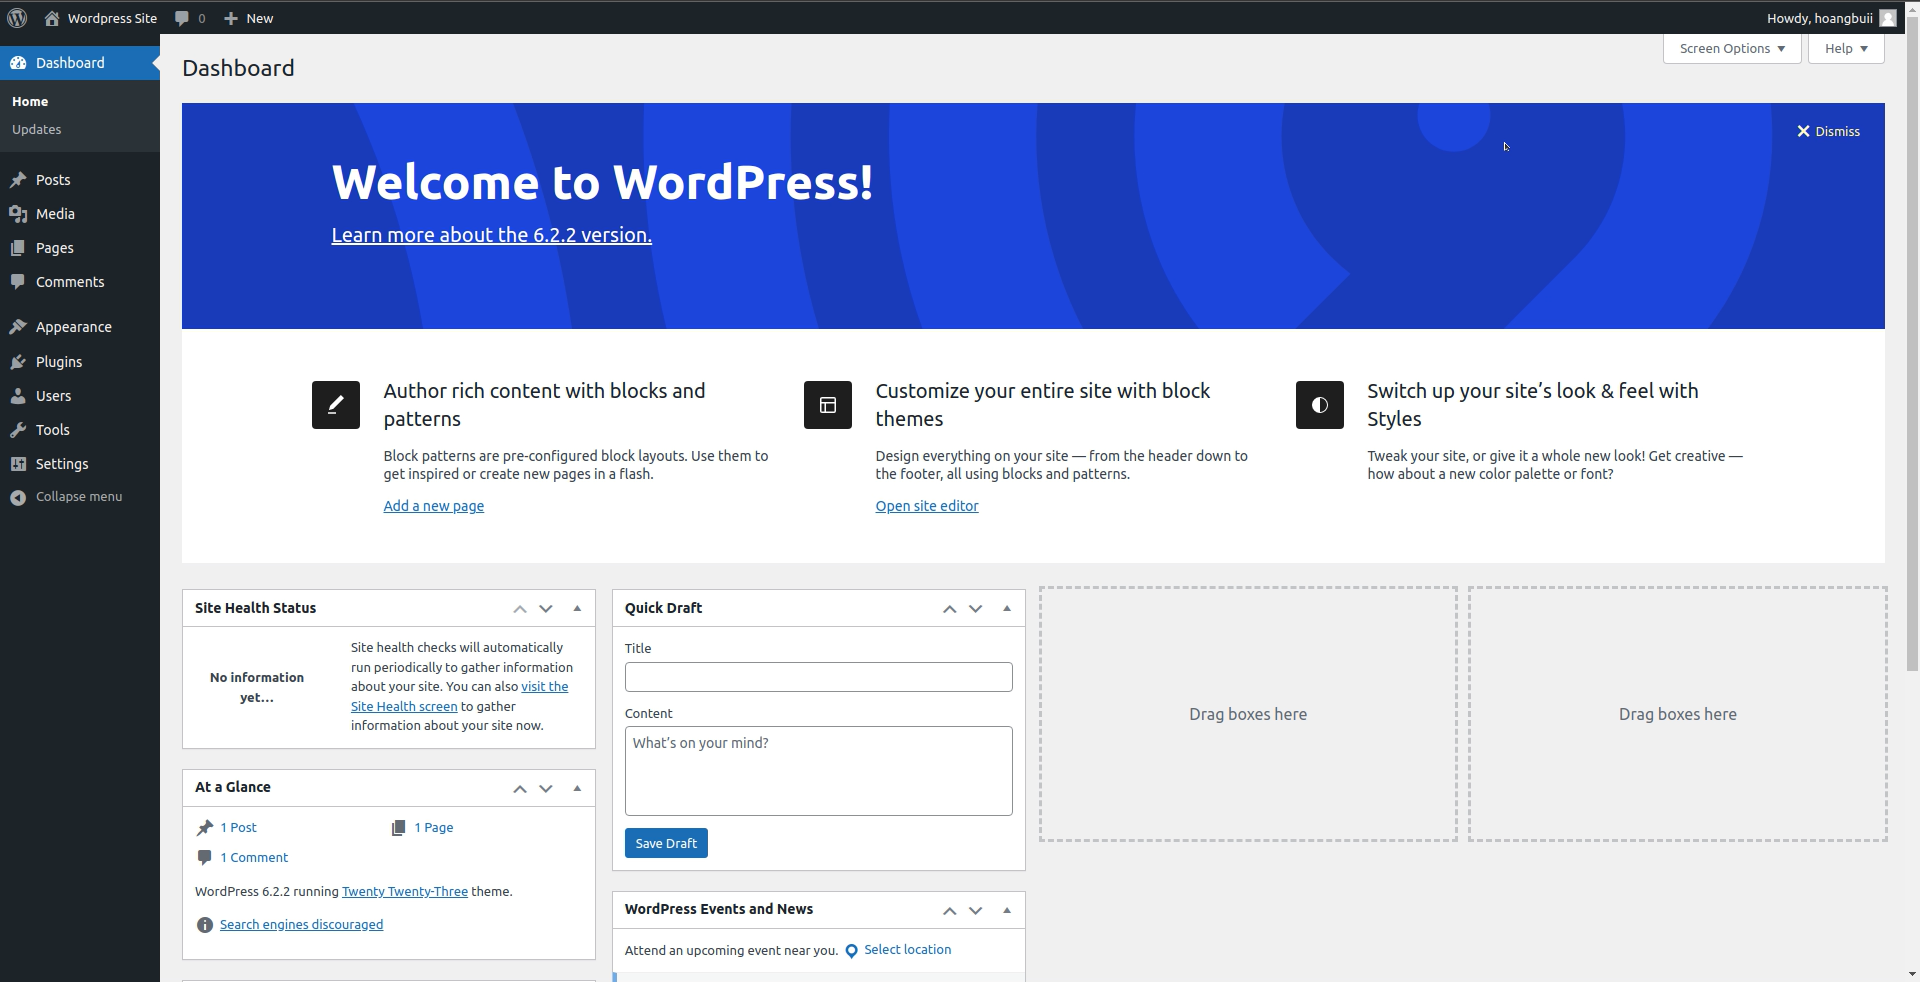 Wordpress Site
0
New
Howdy, hoangbuii
Screen Options
Help
Dashboard
Home
Updates
Posts
Media
Pages
Comments
Appearance
Plugins
Users
Tools
Settings
Collapse menu
Dashboard
Dismiss
Welcome to WordPress!
Learn more about the 6.2.2 version.
Author rich content with blocks and
patterns
Block patterns are pre-configured block layouts. Use them to
get inspired or create new pages in a flash.
Add a new page
Customize your entire site with block
themes
Design everything on your site — from the header down to
the footer, all using blocks and patterns.
Open site editor
Switch up your site’s look & feel with
Styles
Tweak your site, or give it a whole new look! Get creative —
how about a new color palette or font?
Site Health Status
No information
yet…
Site health checks will automatically
run periodically to gather information
about your site. You can also visit the
Site Health screen to gather
information about your site now.
At a Glance
1 Post
1 Page
1 Comment
WordPress 6.2.2 running Twenty Twenty-Three theme.
Search engines discouraged
Quick Draft
Title
Content
What’s on your mind?
Save Draft
WordPress Events and News
Attend an upcoming event near you.
Select location
Drag boxes here
Drag boxes here